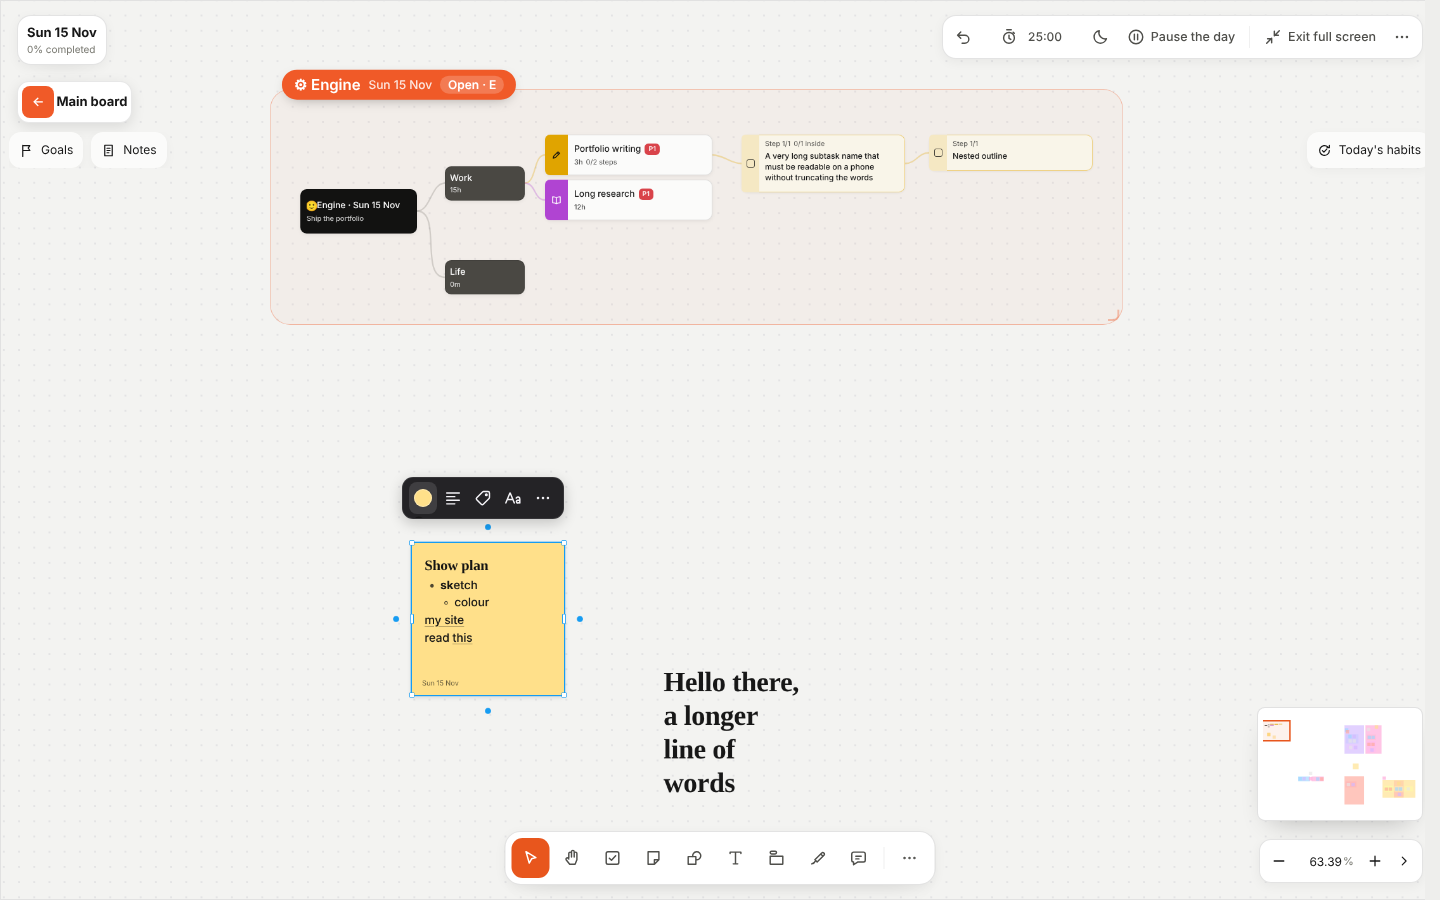 Sun 15 Nov
0% completed
25:00
Pause the day
Exit full screen
Main board
Goals
Notes
Today's habits
Engine
Sun 15 Nov
Open · E
Engine · Sun 15 Nov
Ship the portfolio
Work
15h
Life
0m
Portfolio writing
P1
3h 0/2 steps
Long research
P1
12h
Step 1/1 0/1 inside
A very long subtask name that
must be readable on a phone
without truncating the words
Step 1/1
Nested outline
Aa
Show plan
sketch
colour
my site
read this
Sun 15 Nov
Hello there,
a longer
line of
words
63.39%